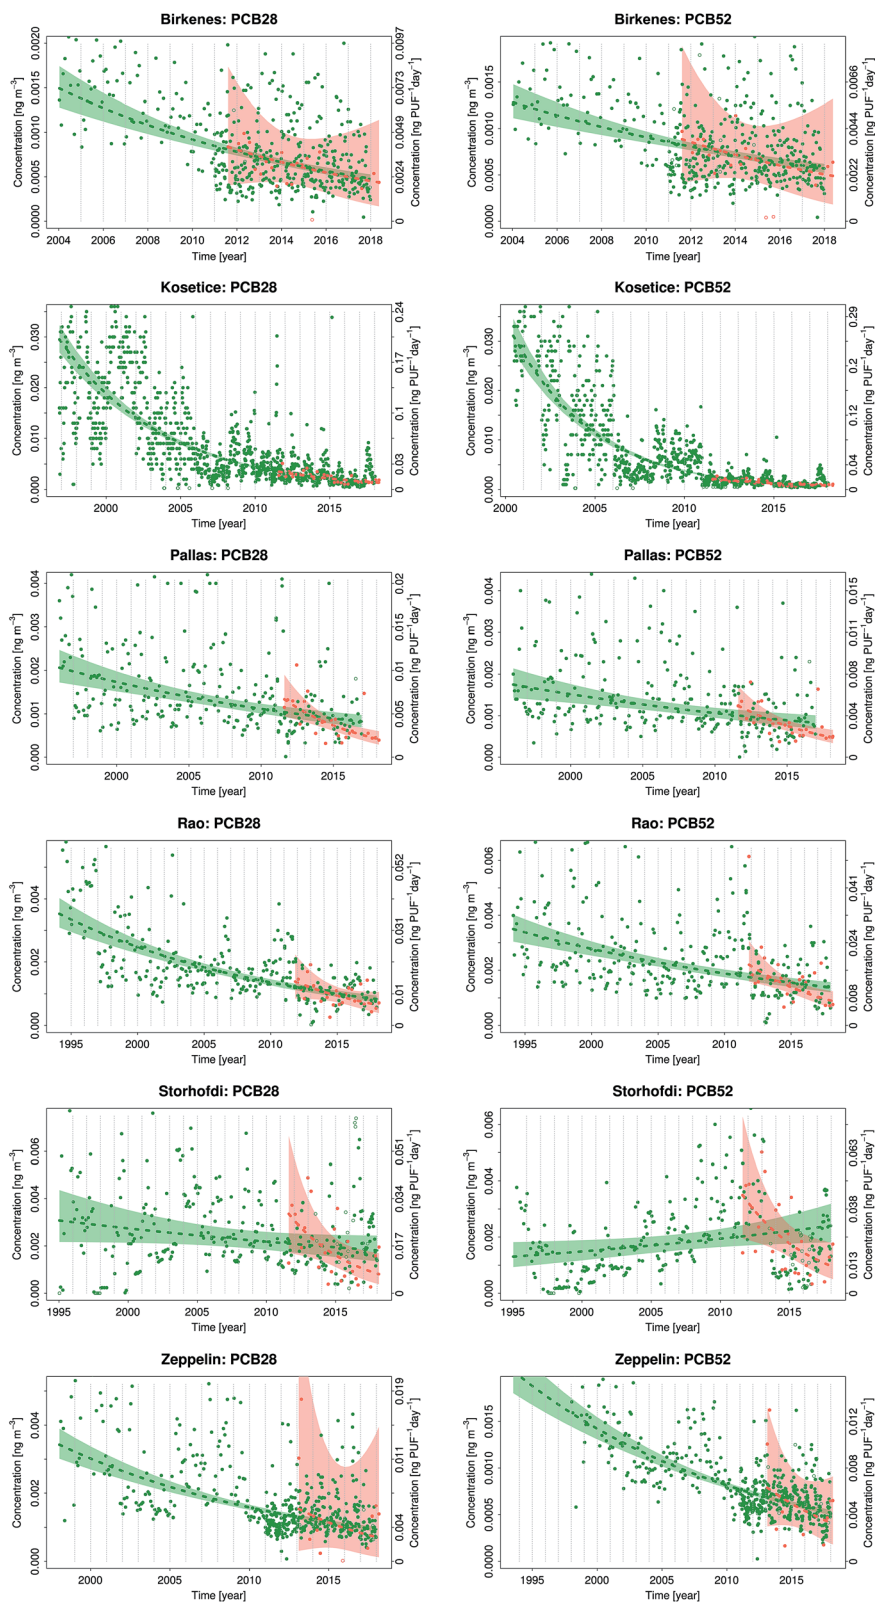 Birkenes: PCB28
Concentration [ng m⁻³]
0.0000 0.0005 0.0010 0.0015 0.0020
0 0.0024 0.0049 0.0073 0.0097
Concentration [ng PUF⁻¹day⁻¹]
2004 2006 2008 2010 2012 2014 2016 2018
Time [year]
Birkenes: PCB52
Concentration [ng m⁻³]
0.0000 0.0005 0.0010 0.0015
0 0.0022 0.0044 0.0066
Concentration [ng PUF⁻¹day⁻¹]
2004 2006 2008 2010 2012 2014 2016 2018
Time [year]
Kosetice: PCB28
Concentration [ng m⁻³]
0.000 0.010 0.020 0.030
0 0.03 0.1 0.17 0.24
Concentration [ng PUF⁻¹day⁻¹]
2000 2005 2010 2015
Time [year]
Kosetice: PCB52
Concentration [ng m⁻³]
0.000 0.010 0.020 0.030
0 0.04 0.12 0.2 0.29
Concentration [ng PUF⁻¹day⁻¹]
2000 2005 2010 2015
Time [year]
Pallas: PCB28
Concentration [ng m⁻³]
0.000 0.001 0.002 0.003 0.004
0 0.005 0.01 0.015 0.02
Concentration [ng PUF⁻¹day⁻¹]
2000 2005 2010 2015
Time [year]
Pallas: PCB52
Concentration [ng m⁻³]
0.000 0.001 0.002 0.003 0.004
0 0.004 0.008 0.011 0.015
Concentration [ng PUF⁻¹day⁻¹]
2000 2005 2010 2015
Time [year]
Rao: PCB28
Concentration [ng m⁻³]
0.000 0.002 0.004
0 0.01 0.031 0.052
Concentration [ng PUF⁻¹day⁻¹]
1995 2000 2005 2010 2015
Time [year]
Rao: PCB52
Concentration [ng m⁻³]
0.000 0.002 0.004 0.006
0 0.008 0.024 0.041
Concentration [ng PUF⁻¹day⁻¹]
1995 2000 2005 2010 2015
Time [year]
Storhofdi: PCB28
Concentration [ng m⁻³]
0.000 0.002 0.004 0.006
0 0.017 0.034 0.051
Concentration [ng PUF⁻¹day⁻¹]
1995 2000 2005 2010 2015
Time [year]
Storhofdi: PCB52
Concentration [ng m⁻³]
0.000 0.002 0.004 0.006
0 0.013 0.038 0.063
Concentration [ng PUF⁻¹day⁻¹]
1995 2000 2005 2010 2015
Time [year]
Zeppelin: PCB28
Concentration [ng m⁻³]
0.000 0.002 0.004
0 0.004 0.011 0.019
Concentration [ng PUF⁻¹day⁻¹]
2000 2005 2010 2015
Time [year]
Zeppelin: PCB52
Concentration [ng m⁻³]
0.0000 0.0005 0.0010 0.0015
0 0.004 0.008 0.012
Concentration [ng PUF⁻¹day⁻¹]
1995 2000 2005 2010 2015
Time [year]